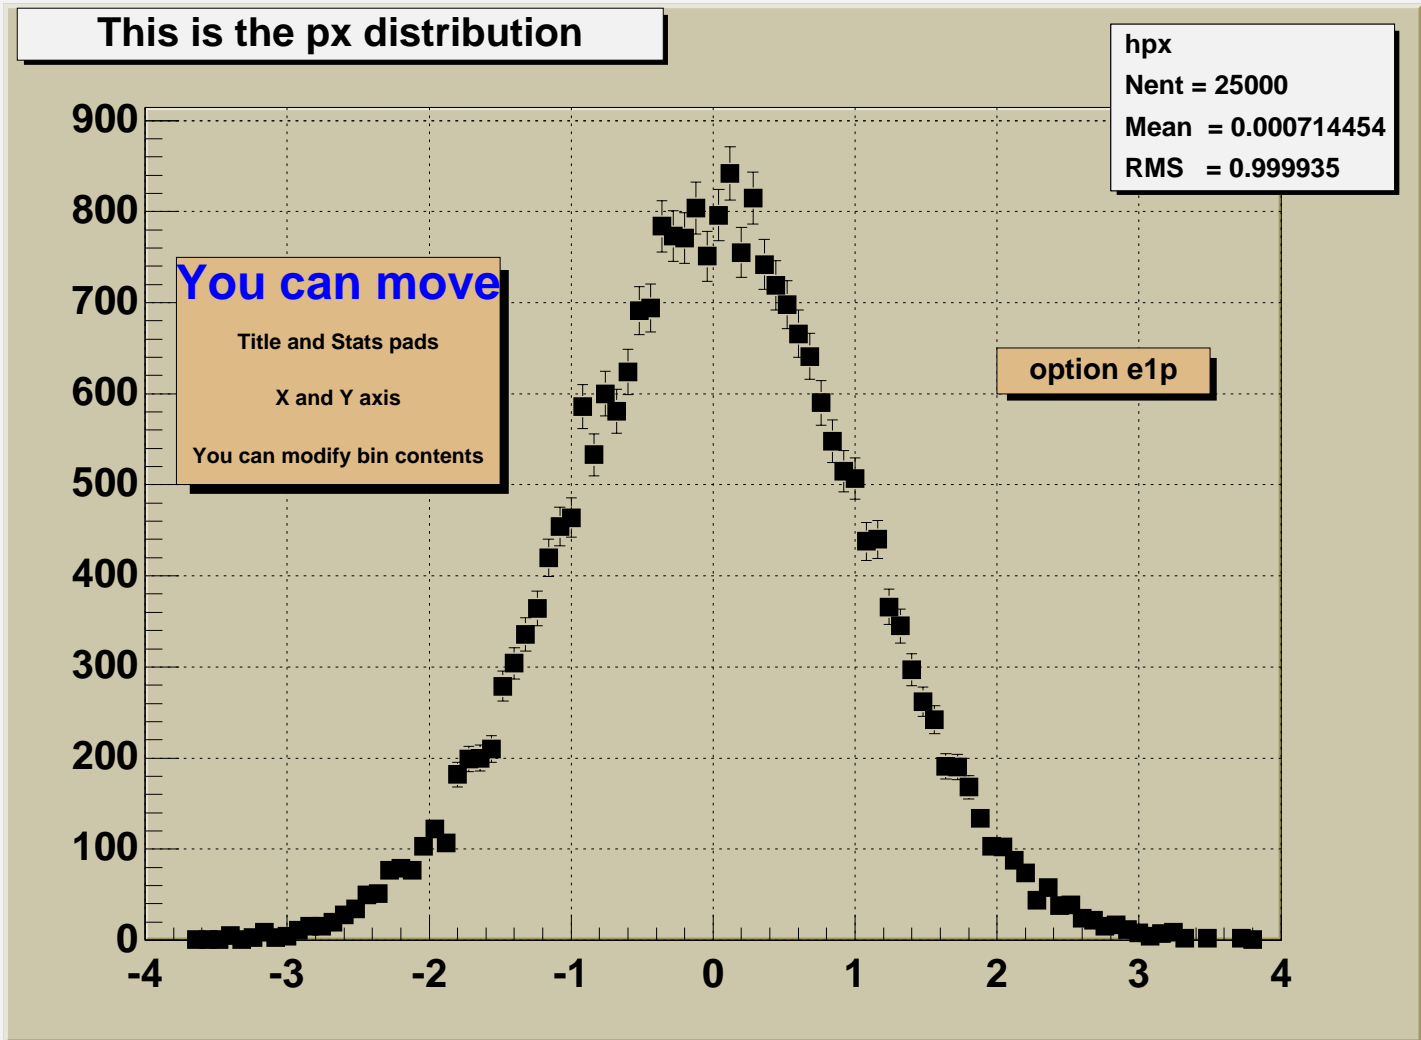 This is the px distribution
hpx
Nent = 25000
Mean  = 0.000714454
RMS   = 0.999935
900
800
700
600
500
400
300
200
100
0
You can move
Title and Stats pads
X and Y axis
You can modify bin contents
option e1p
-4 -3 -2 -1 0 1 2 3 4